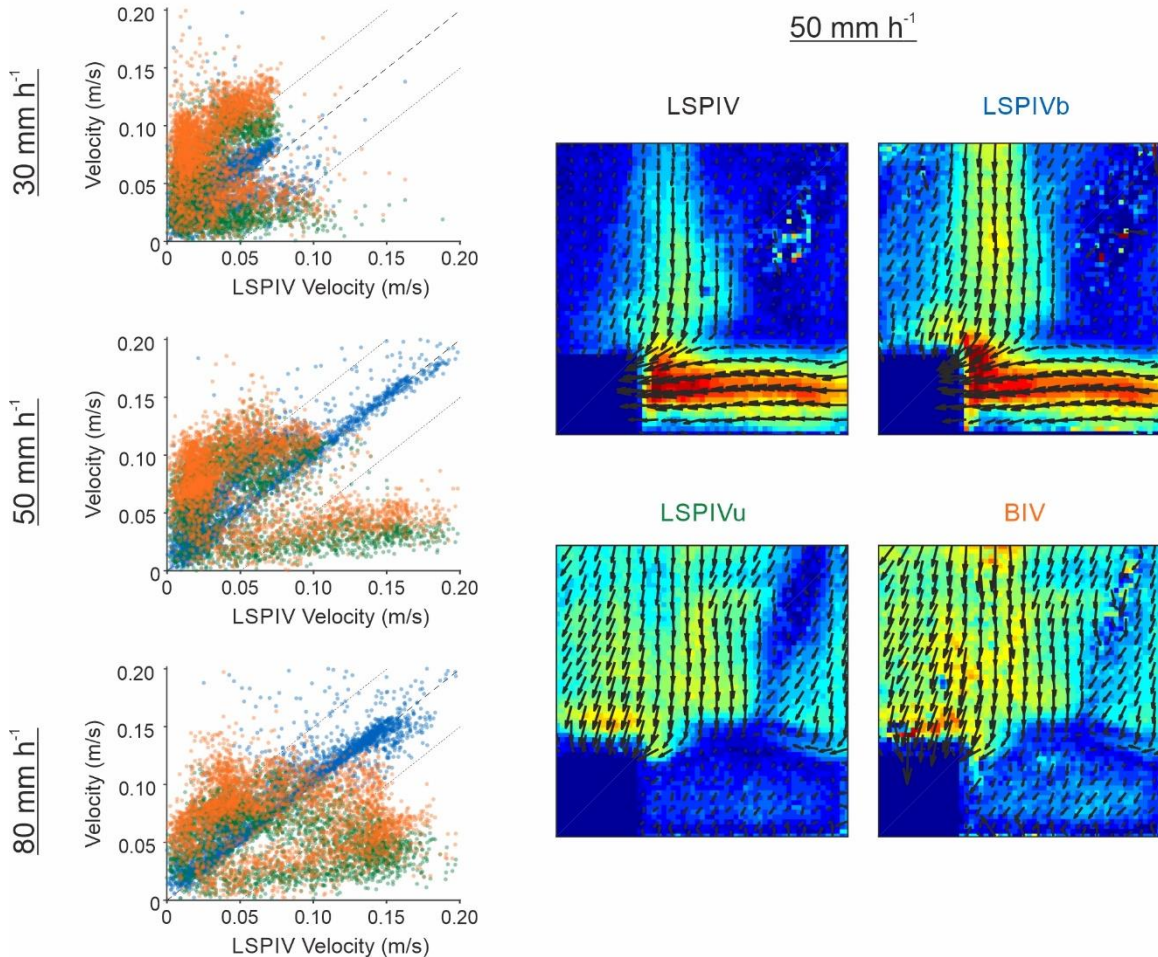 30 mm h⁻¹
Velocity (m/s)
0.20
0.15
0.10
0.05
0
0 0.05 0.10 0.15 0.20
LSPIV Velocity (m/s)
50 mm h⁻¹
Velocity (m/s)
0.20
0.15
0.10
0.05
0
0 0.05 0.10 0.15 0.20
LSPIV Velocity (m/s)
80 mm h⁻¹
Velocity (m/s)
0.20
0.15
0.10
0.05
0
0 0.05 0.10 0.15 0.20
LSPIV Velocity (m/s)
50 mm h⁻¹
LSPIV LSPIVb
LSPIVu BIV